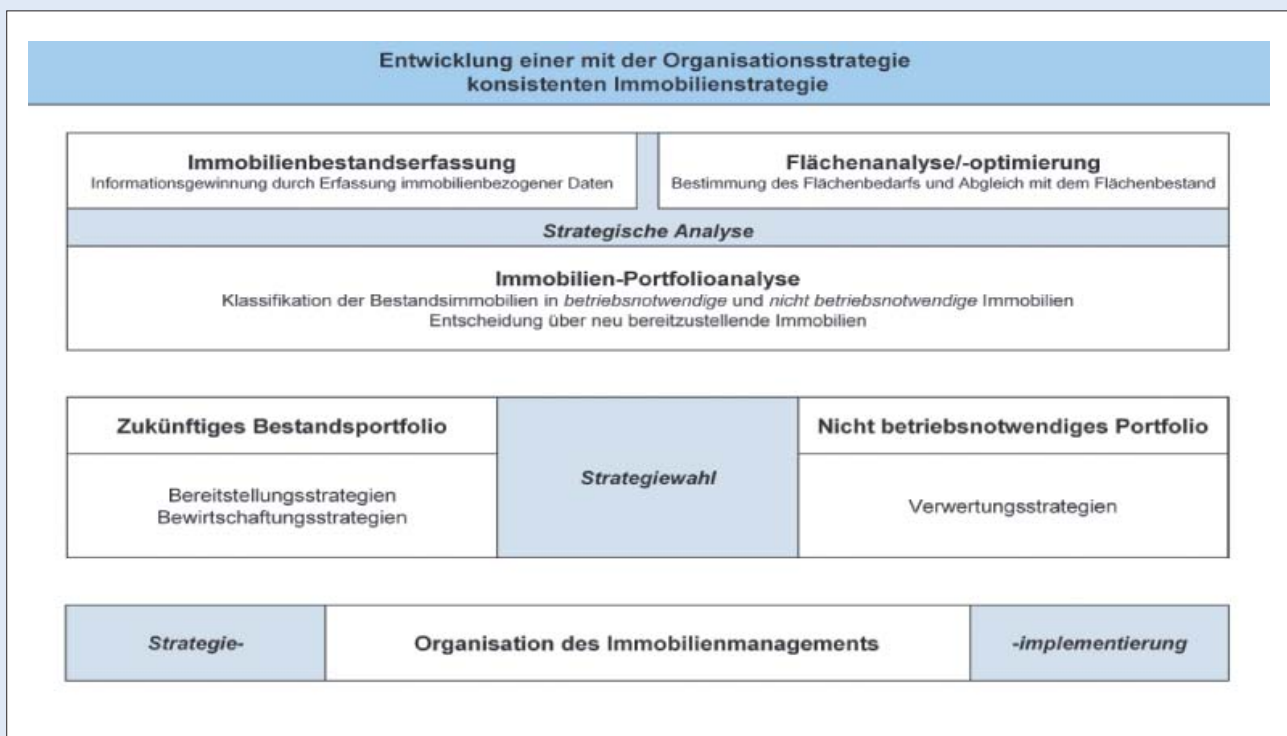 Entwicklung einer mit der Organisationsstrategie
konsistenten Immobilienstrategie
Immobilienbestandserfassung
Informationsgewinnung durch Erfassung immobilienbezogener Daten
Flächenanalyse/-optimierung
Bestimmung des Flächenbedarfs und Abgleich mit dem Flächenbestand
Strategische Analyse
Immobilien-Portfolioanalyse
Klassifikation der Bestandsimmobilien in betriebsnotwendige und nicht betriebsnotwendige Immobilien
Entscheidung über neu bereitzustellende Immobilien
Zukünftiges Bestandsportfolio
Bereitstellungsstrategien
Bewirtschaftungsstrategien
Strategiewahl
Nicht betriebsnotwendiges Portfolio
Verwertungsstrategien
Strategie-
Organisation des Immobilienmanagements
-implementierung